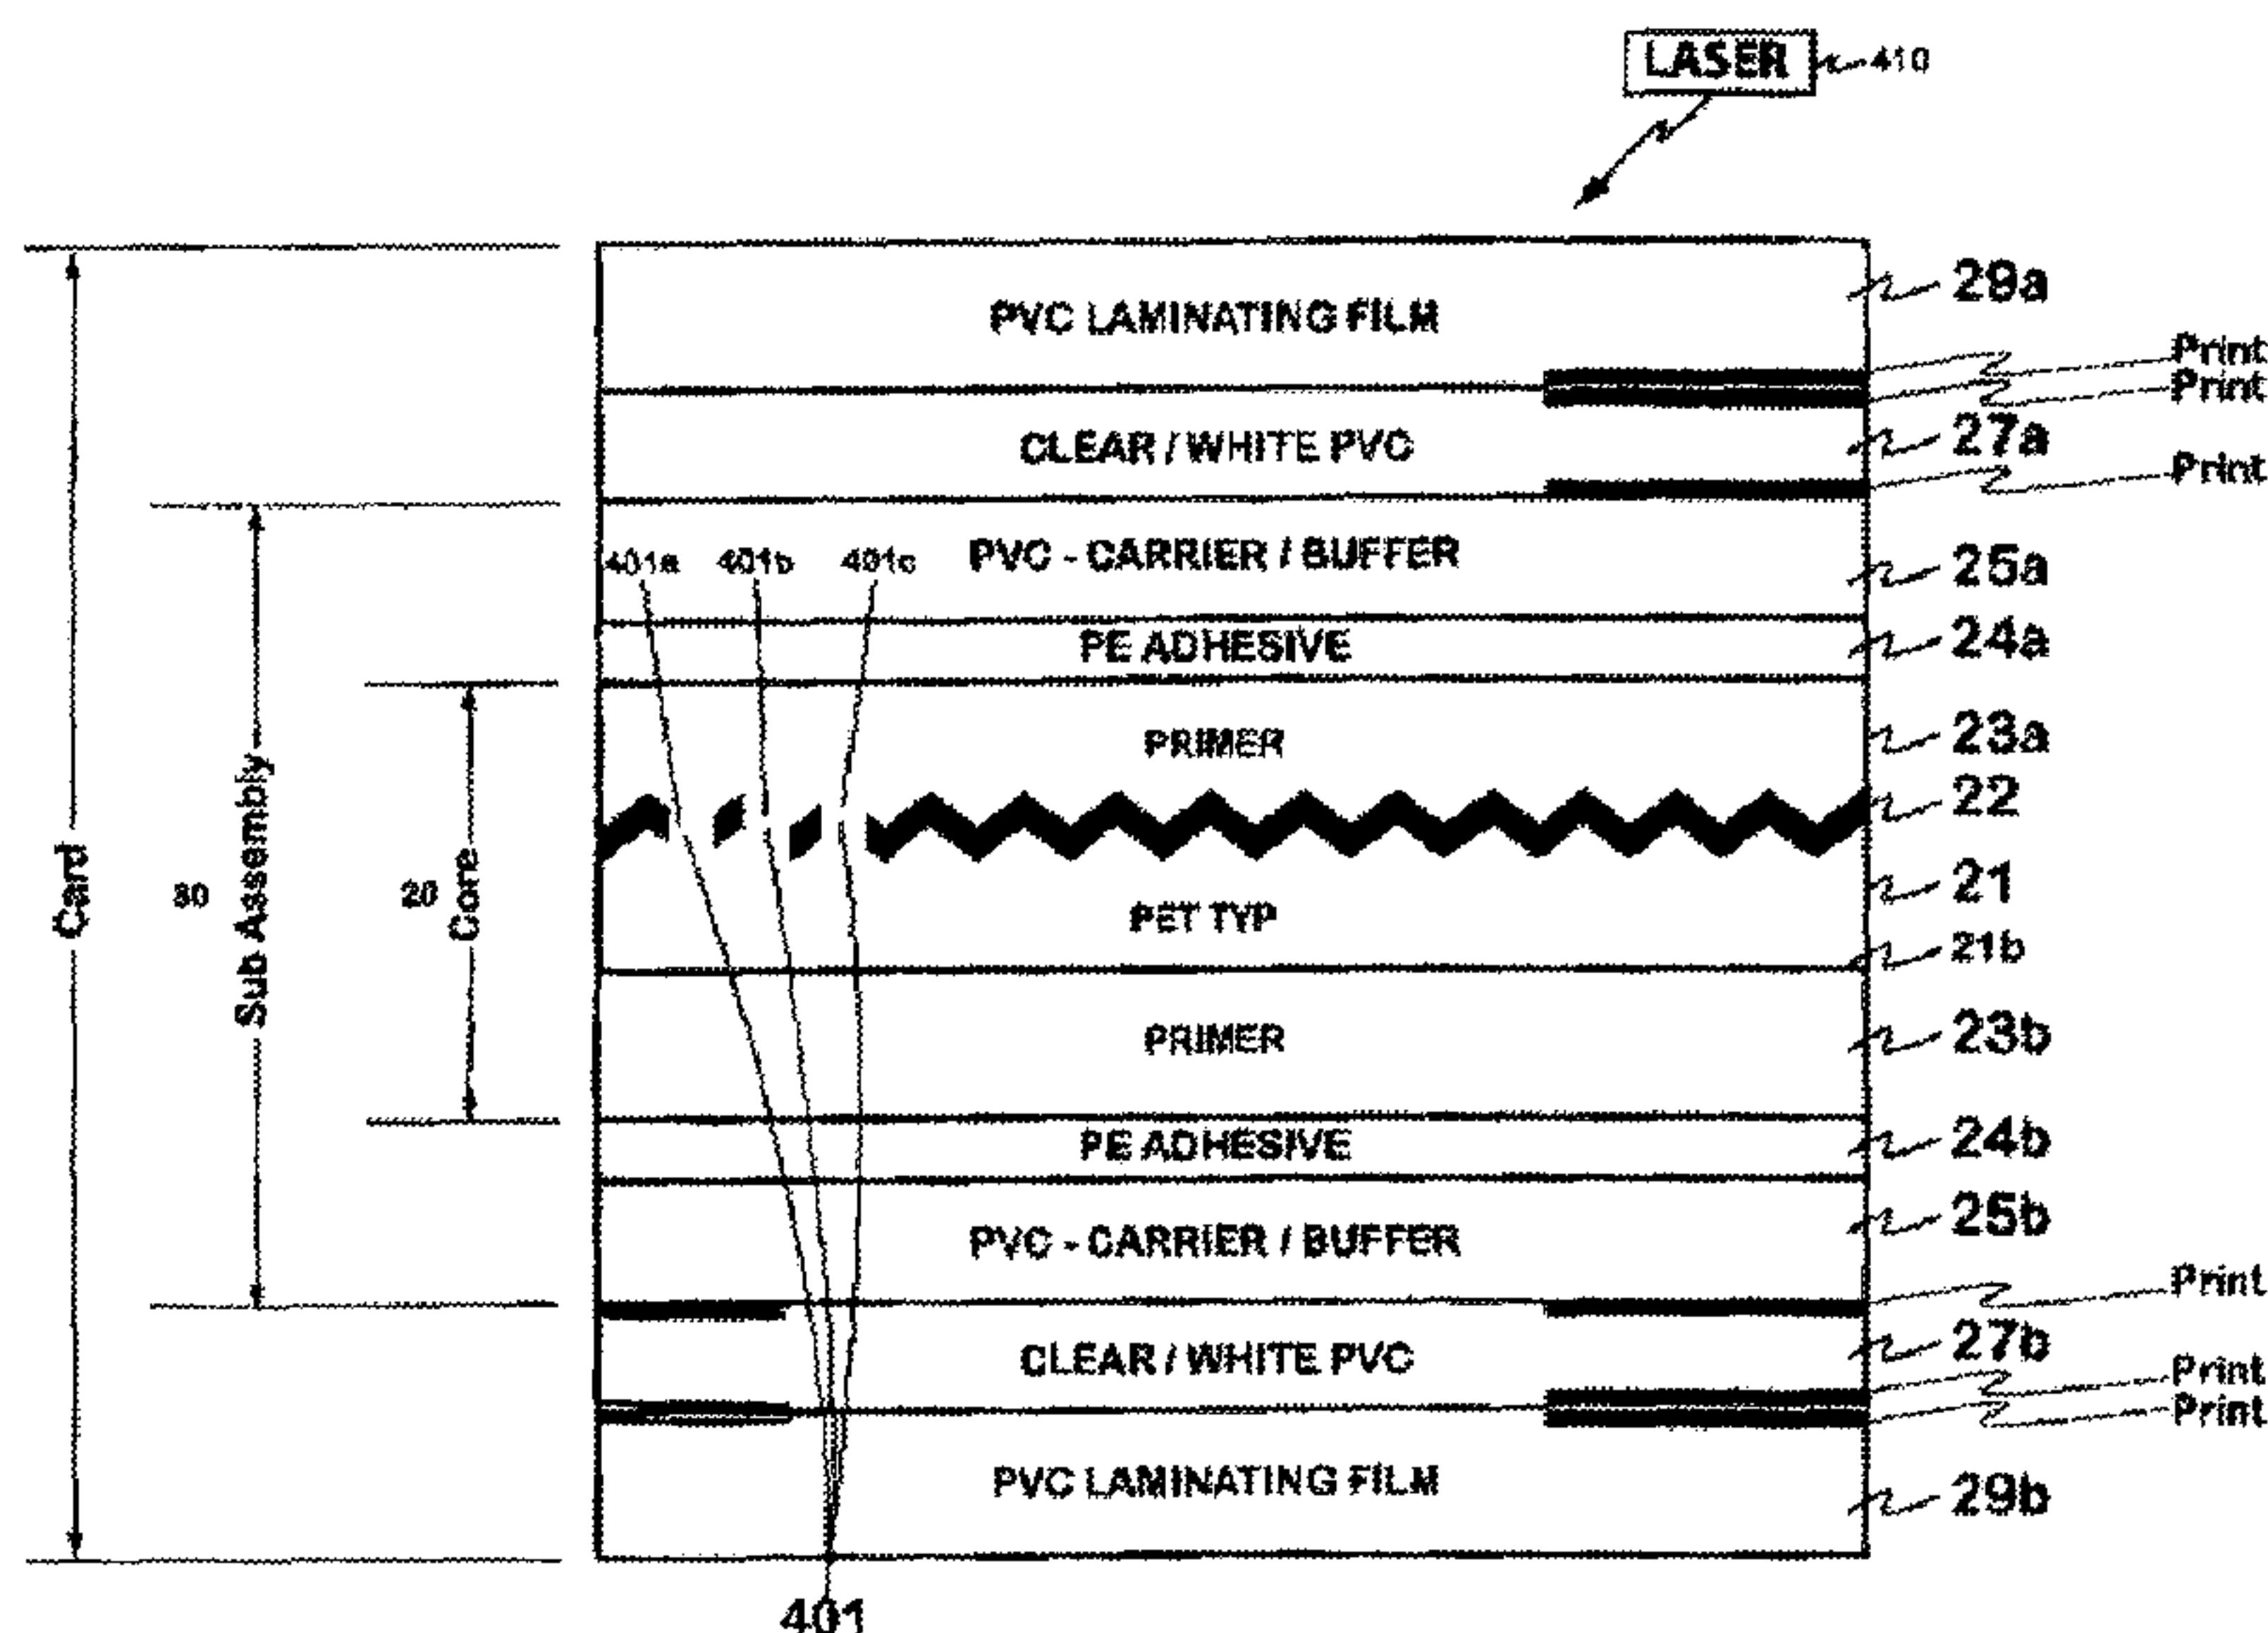 LASER 410
PVC LAMINATING FILM 29a
Print
Print
CLEAR / WHITE PVC 27a
Print
401a 401b 401c PVC - CARRIER / BUFFER 25a
PE ADHESIVE 24a
PRIMER 23a
22
Card
80
Sub Assembly
20
Core
21
PET TYP
21b
PRIMER 23b
PE ADHESIVE 24b
PVC - CARRIER / BUFFER 25b
Print
CLEAR / WHITE PVC 27b
Print
Print
PVC LAMINATING FILM 29b
401